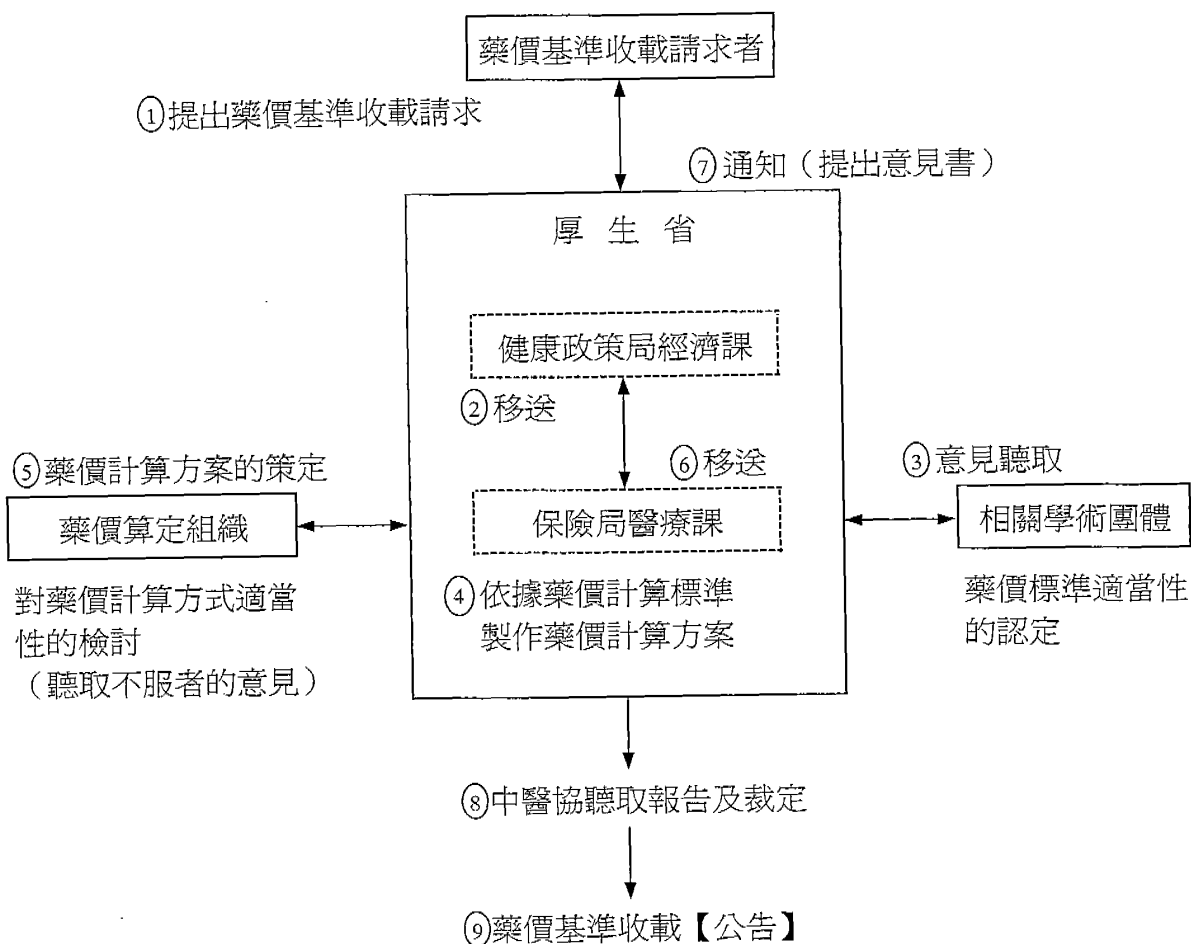 藥價基準收載請求者
①提出藥價基準收載請求
⑦通知（提出意見書）
厚生省
健康政策局經濟課
②移送
⑥移送
保險局醫療課
④依據藥價計算標準
製作藥價計算方案
⑤藥價計算方案的策定
藥價算定組織
對藥價計算方式適當
性的檢討
（聽取不服者的意見）
③意見聽取
相關學術團體
藥價標準適當性
的認定
⑧中醫協聽取報告及裁定
⑨藥價基準收載【公告】